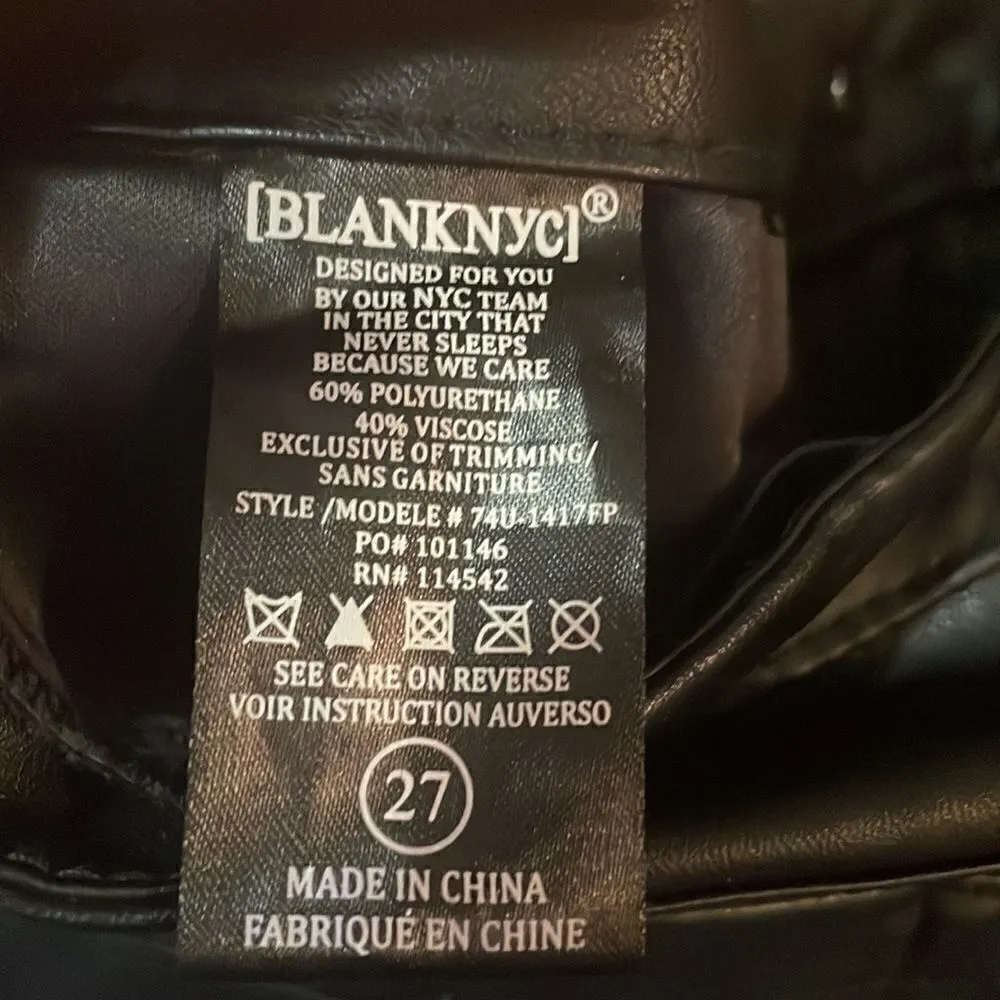 [BLANKNYC]®
DESIGNED FOR YOU
BY OUR NYC TEAM
IN THE CITY THAT
NEVER SLEEPS
BECAUSE WE CARE
60% POLYURETHANE
40% VISCOSE
EXCLUSIVE OF TRIMMING/
SANS GARNITURE
STYLE /MODELE # 74U-1417FP
PO# 101146
RN# 114542
SEE CARE ON REVERSE
VOIR INSTRUCTION AUVERSO
27
MADE IN CHINA
FABRIQUÉ EN CHINE